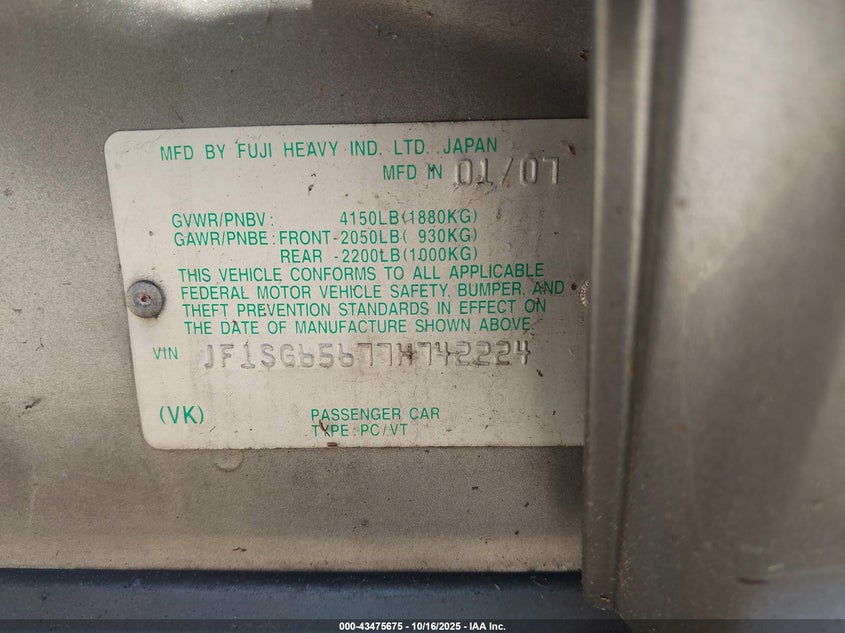 MFD BY FUJI HEAVY IND. LTD. JAPAN
MFD IN 01/07
GVWR/PNBV: 4150LB(1880KG)
GAWR/PNBE: FRONT-2050LB( 930KG)
REAR -2200LB(1000KG)
THIS VEHICLE CONFORMS TO ALL APPLICABLE
FEDERAL MOTOR VEHICLE SAFETY, BUMPER, AND
THEFT PREVENTION STANDARDS IN EFFECT ON
THE DATE OF MANUFACTURE SHOWN ABOVE
VIN JF1SG65677H742224
(VK) PASSENGER CAR
TYPE: PC/VT
000-43475675 - 10/16/2025 - IAA Inc.